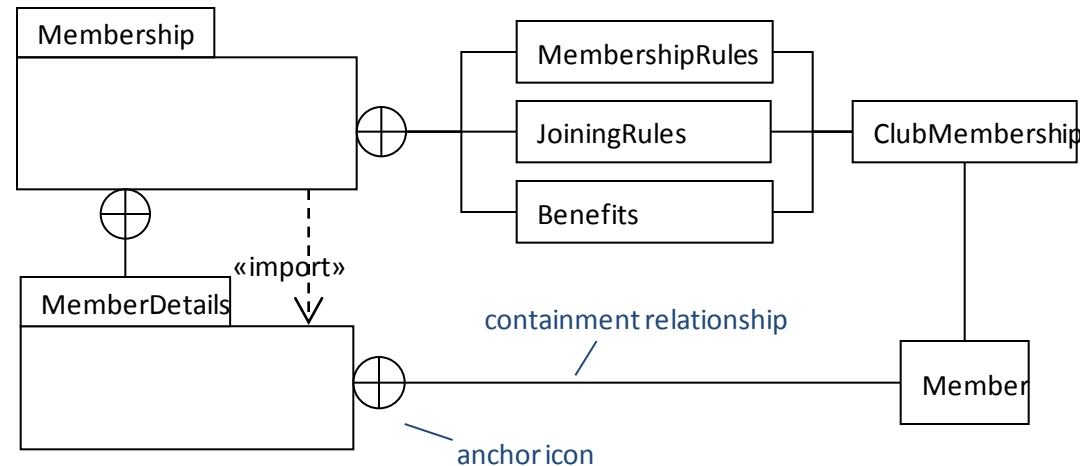 Membership
MembershipRules
JoiningRules
ClubMembership
Benefits
«import»
MemberDetails
containment relationship
Member
anchor icon